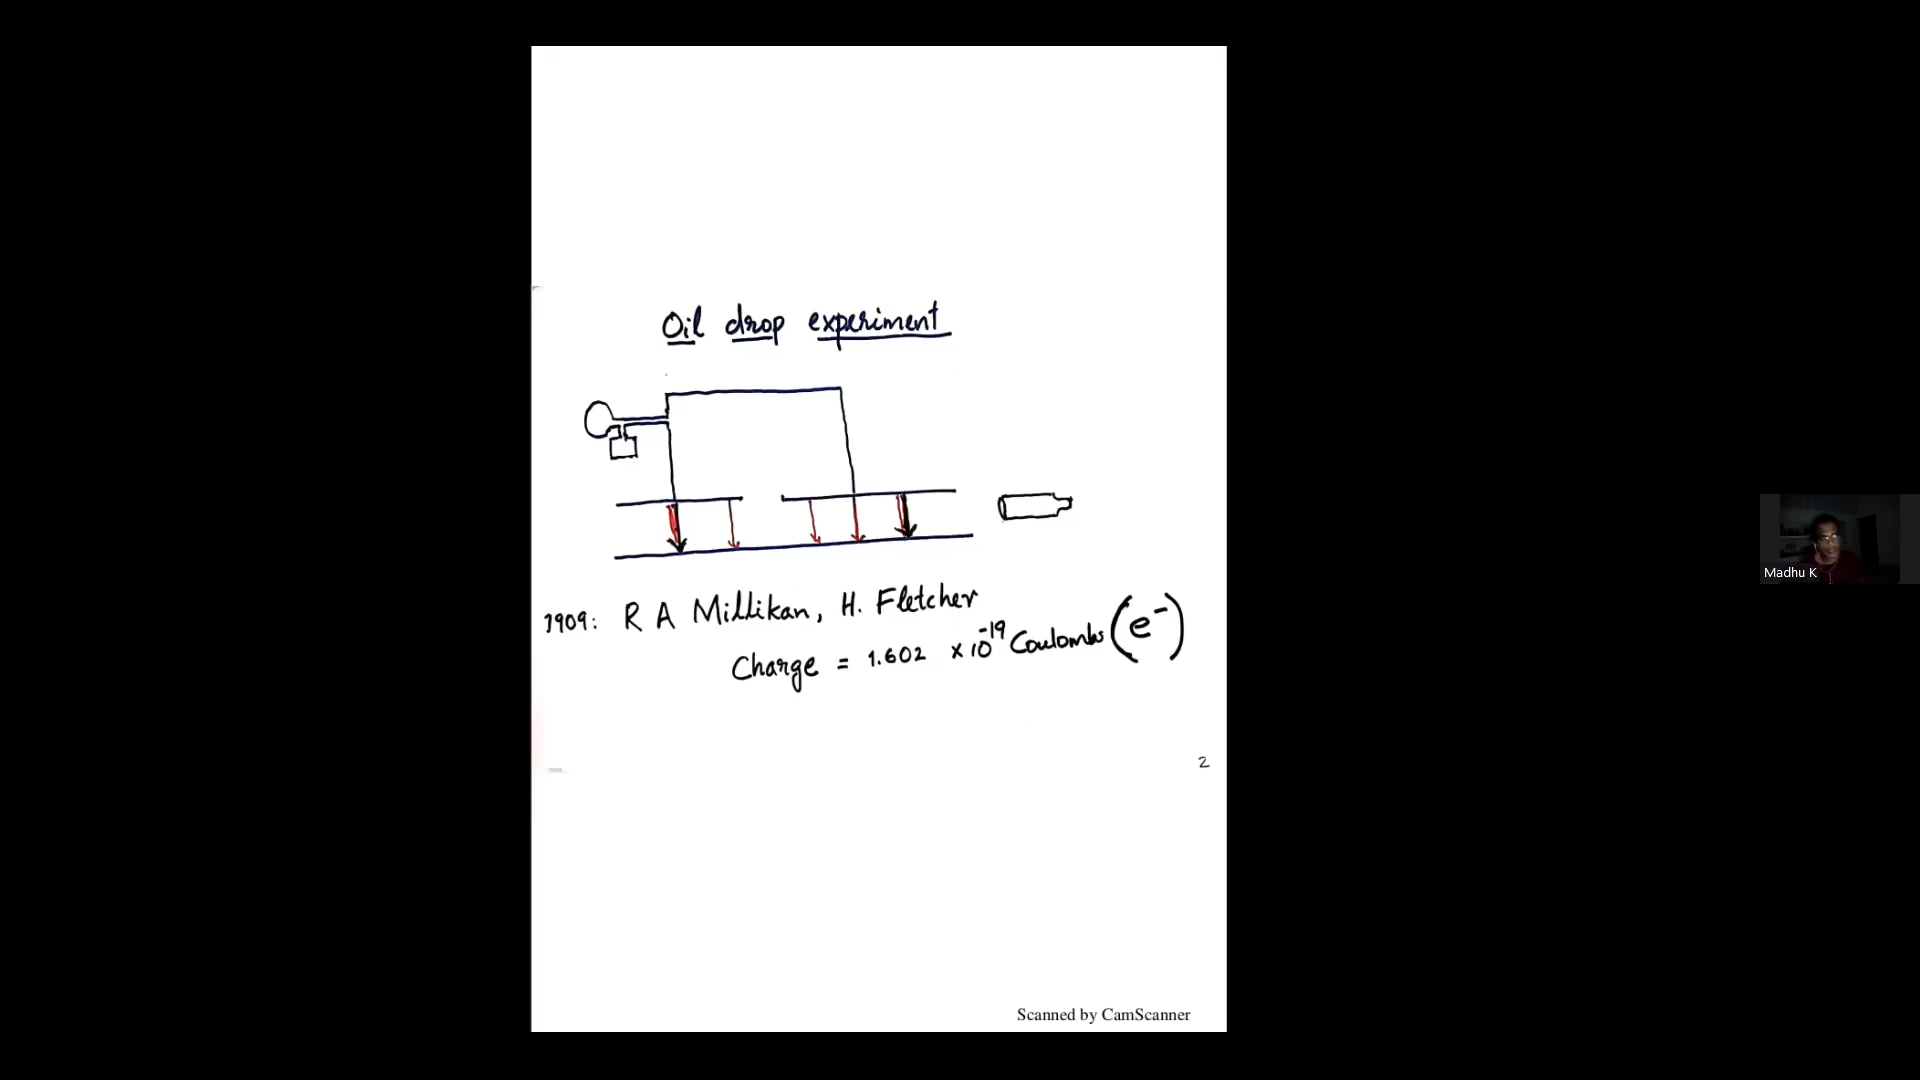 Oil drop experiment
1909: R A Millikan, H. Fletcher
Charge = 1.602 × 10⁻¹⁹ Coulombs (e⁻)
2
Scanned by CamScanner
Madhu K